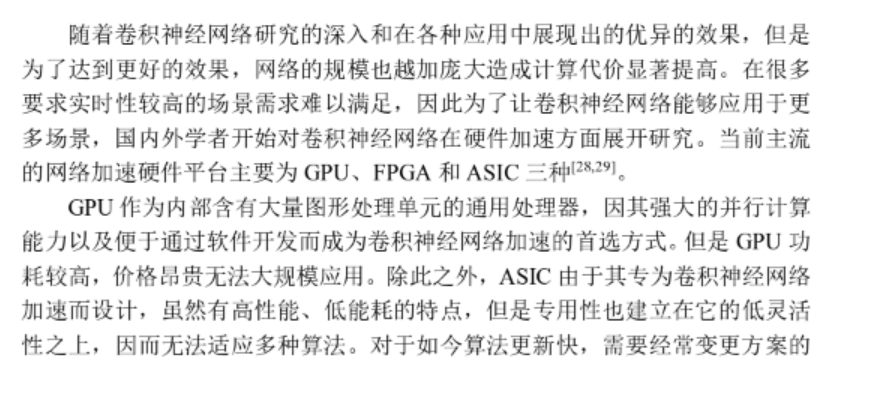 随着卷积神经网络研究的深入和在各种应用中展现出的优异的效果，但是
为了达到更好的效果，网络的规模也越加庞大造成计算代价显著提高。在很多
要求实时性较高的场景需求难以满足，因此为了让卷积神经网络能够应用于更
多场景，国内外学者开始对卷积神经网络在硬件加速方面展开研究。当前主流
的网络加速硬件平台主要为 GPU、FPGA 和 ASIC 三种[28,29]。
GPU 作为内部含有大量图形处理单元的通用处理器，因其强大的并行计算
能力以及便于通过软件开发而成为卷积神经网络加速的首选方式。但是 GPU 功
耗较高，价格昂贵无法大规模应用。除此之外，ASIC 由于其专为卷积神经网络
加速而设计，虽然有高性能、低能耗的特点，但是专用性也建立在它的低灵活
性之上，因而无法适应多种算法。对于如今算法更新快，需要经常变更方案的